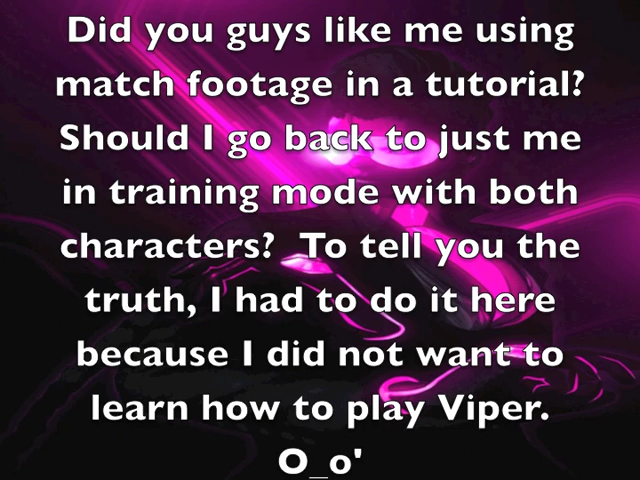 Did you guys like me using
match footage in a tutorial?
Should I go back to just me
in training mode with both
characters?  To tell you the
truth, I had to do it here
because I did not want to
learn how to play Viper.
O_o'